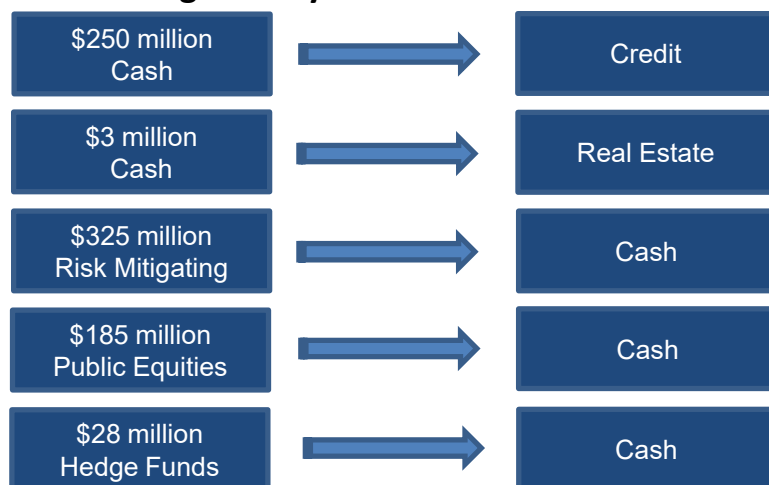 $250 million
Cash
Credit
$3 million
Cash
Real Estate
$325 million
Risk Mitigating
Cash
$185 million
Public Equities
Cash
$28 million
Hedge Funds
Cash